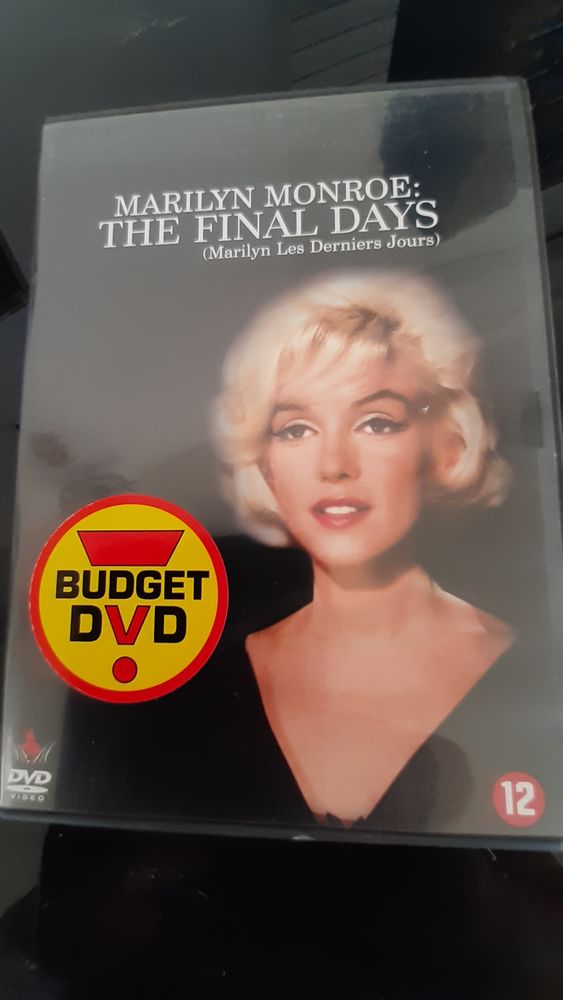 MARILYN MONROE:
THE FINAL DAYS
(Marilyn Les Derniers Jours)
BUDGET
DVD
DVD
VIDEO
12